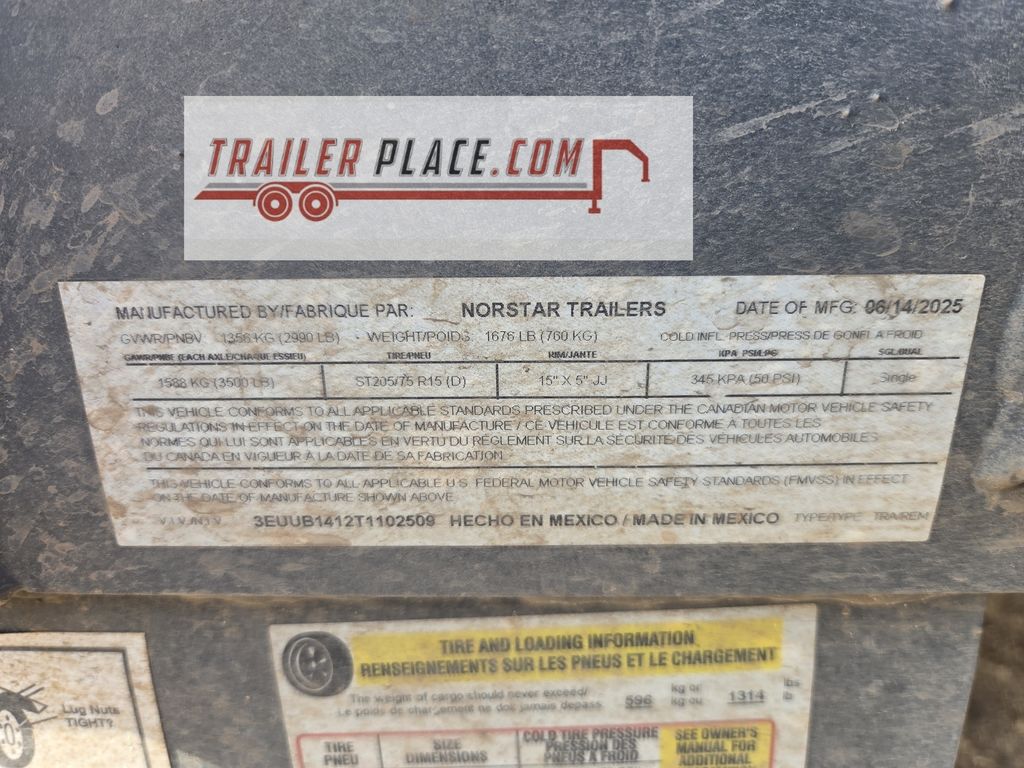 TRAILER PLACE.COM
MANUFACTURED BY/FABRIQUE PAR: NORSTAR TRAILERS DATE OF MFG: 06/14/2025
GVWR/PNBV 1356 KG (2990 LB) - WEIGHT/POIDS: 1676 LB (760 KG) COLD INFL. PRESS/PRESS DE GONFL A FROID
GAWR/PNBE (EACH AXLE/CHAQUE ESSIEU) TIRE/PNEU RIM/JANTE KPA PSI/LPC SGL/DUAL
1588 KG (3500 LB) ST205/75 R15 (D) 15" X 5" JJ 345 KPA (50 PSI) Single
THIS VEHICLE CONFORMS TO ALL APPLICABLE STANDARDS PRESCRIBED UNDER THE CANADIAN MOTOR VEHICLE SAFETY
REGULATIONS IN EFFECT ON THE DATE OF MANUFACTURE / CE VÉHICULE EST CONFORME A TOUTES LES
NORMES QUI LUI SONT APPLICABLES EN VERTU DU RÈGLEMENT SUR LA SÉCURITÉ DES VÉHICULES AUTOMOBILES
DU CANADA EN VIGUEUR À LA DATE DE SA FABRICATION
THIS VEHICLE CONFORMS TO ALL APPLICABLE U.S. FEDERAL MOTOR VEHICLE SAFETY STANDARDS (FMVSS) IN EFFECT
ON THE DATE OF MANUFACTURE SHOWN ABOVE
3EUUB1412T1102509 HECHO EN MEXICO / MADE IN MEXICO TYPE/TYPE TRA/REM
TIRE AND LOADING INFORMATION
RENSEIGNEMENTS SUR LES PNEUS ET LE CHARGEMENT
The weight of cargo should never exceed/
Le poids de chargement ne doit jamais depass. 596 kg or kg ou 1314 lbs lb
Lug Nuts
TIGHT?
TIRE
PNEU
SIZE
DIMENSIONS
COLD TIRE PRESSURE
PRESSION DES
PNEUS A FROID
SEE OWNER'S
MANUAL FOR
ADDITIONAL